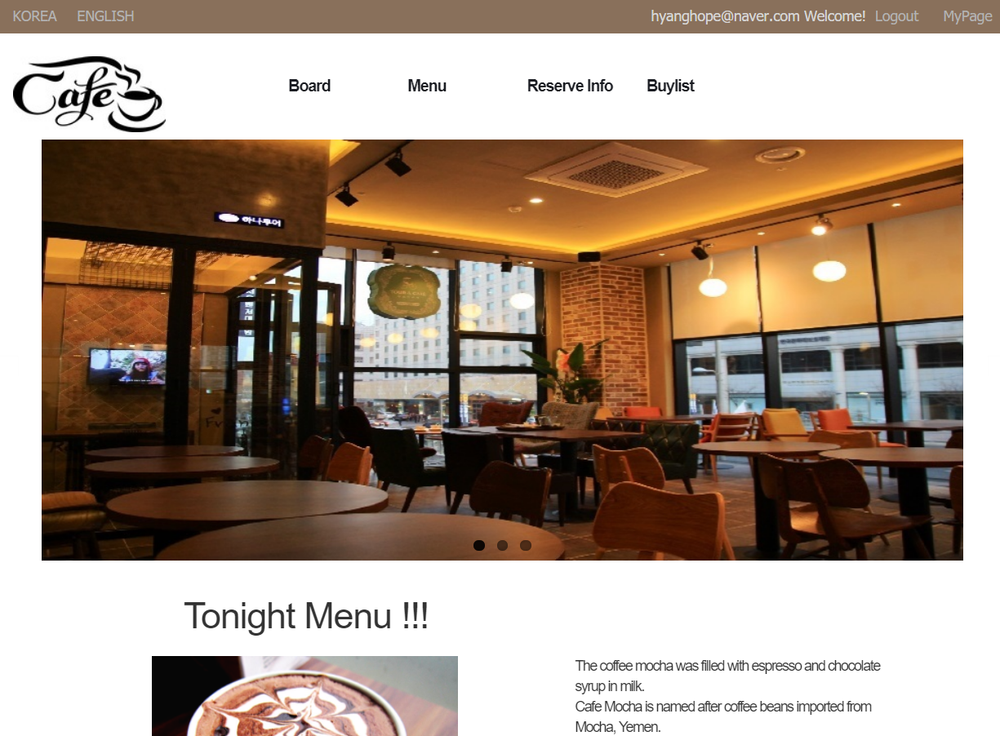 KOREA ENGLISH hyanghope@naver.com Welcome! Logout MyPage
Cafe
Board Menu Reserve Info Buylist
하나투어
Tonight Menu !!!
The coffee mocha was filled with espresso and chocolate
syrup in milk.
Cafe Mocha is named after coffee beans imported from
Mocha, Yemen.